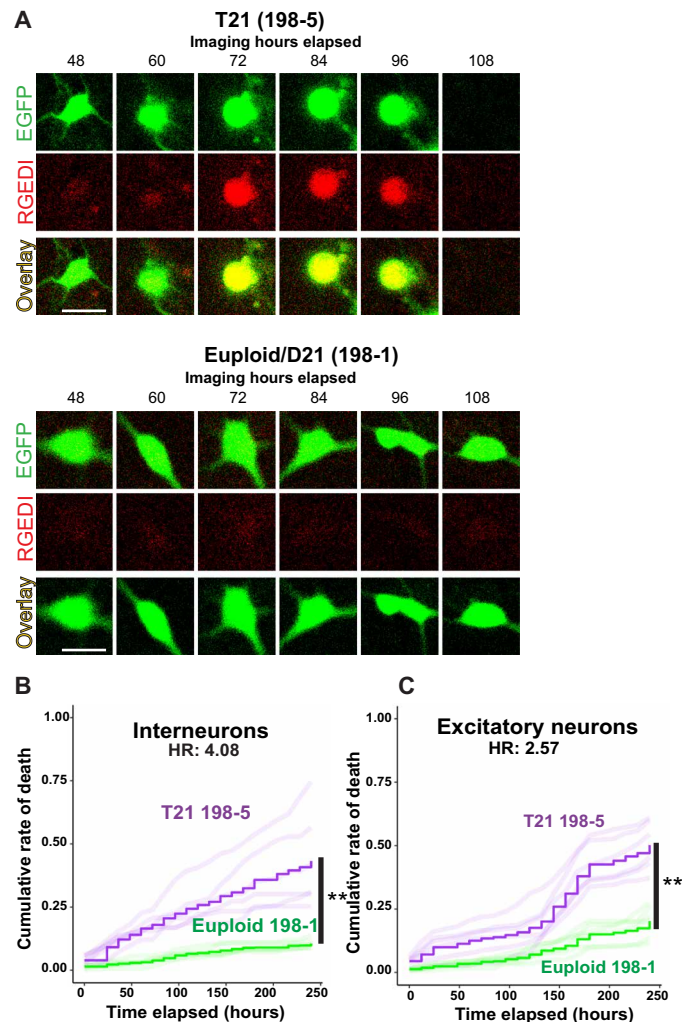 A
T21 (198-5)
Imaging hours elapsed
48 60 72 84 96 108
EGFP
RGEDI
Overlay
Euploid/D21 (198-1)
Imaging hours elapsed
48 60 72 84 96 108
EGFP
RGEDI
Overlay
B
Interneurons
HR: 4.08
Cumulative rate of death
1.00
0.75
0.50
0.25
0.00
T21 198-5
Euploid 198-1
**
0 50 100 150 200 250
Time elapsed (hours)
C
Excitatory neurons
HR: 2.57
Cumulative rate of death
1.00
0.75
0.50
0.25
0.00
T21 198-5
Euploid 198-1
**
0 50 100 150 200 250
Time elapsed (hours)